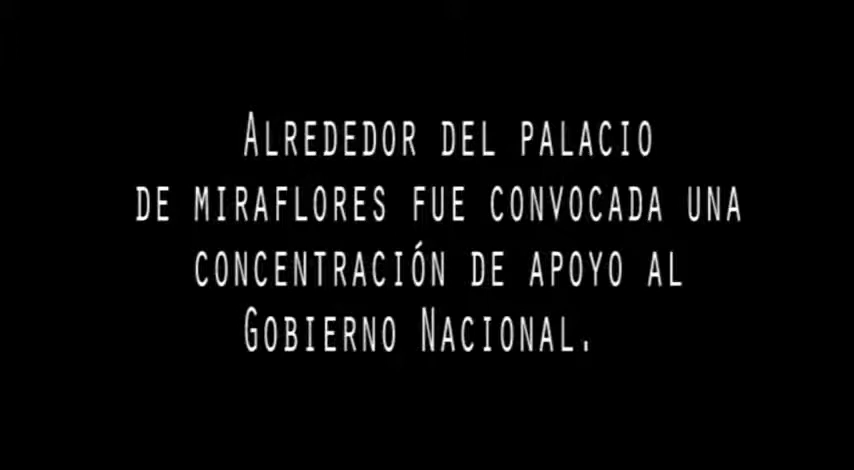 Alrededor del palacio
de miraflores fue convocada una
concentración de apoyo al
Gobierno Nacional.